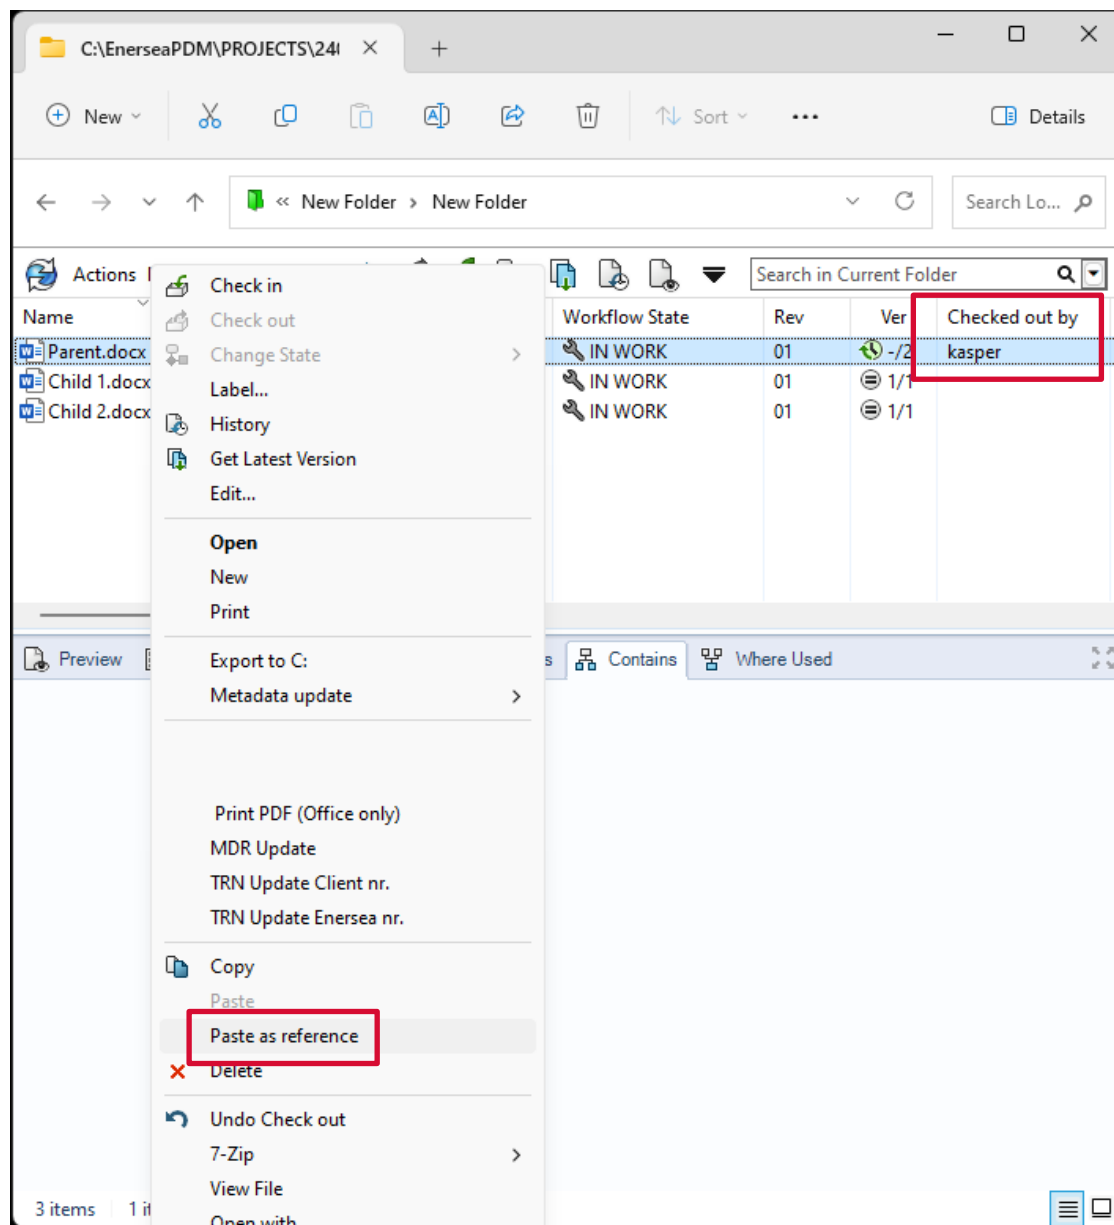 C:\EnerseaPDM\PROJECTS\24
New Sort Details
New Folder New Folder Search Lo...
Actions Search in Current Folder
Name Workflow State Rev Ver Checked out by
Parent.docx IN WORK 01 -/2 kasper
Child 1.docx IN WORK 01 1/1
Child 2.docx IN WORK 01 1/1
Check in
Check out
Change State
Label...
History
Get Latest Version
Edit...
Open
New
Print
Preview Contains Where Used
Export to C:
Metadata update
Print PDF (Office only)
MDR Update
TRN Update Client nr.
TRN Update Enersea nr.
Copy
Paste
Paste as reference
Delete
Undo Check out
7-Zip
View File
Open with
3 items